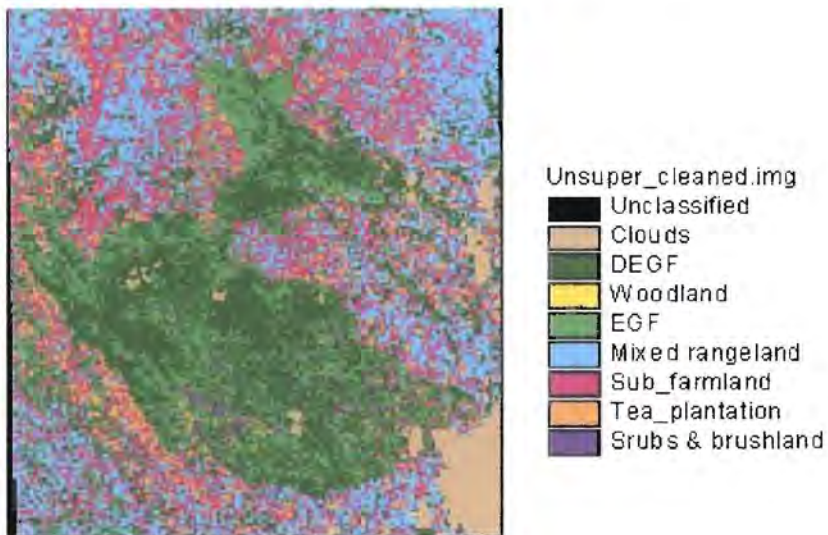 Unsuper_cleaned.img
Unclassified
Clouds
DEGF
Woodland
EGF
Mixed rangeland
Sub_farmland
Tea_plantation
Srubs & brushland